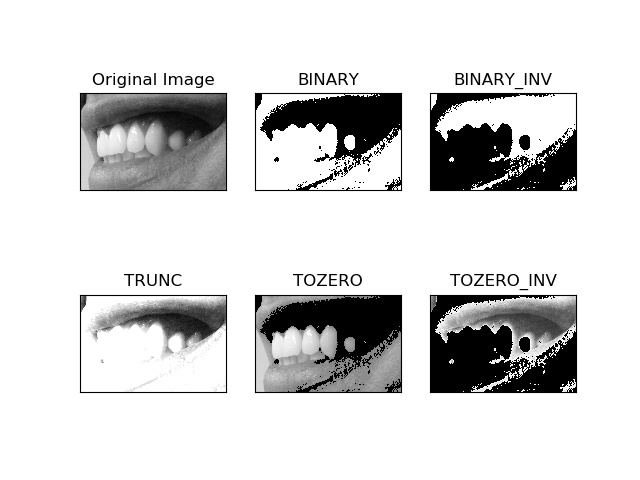 Original Image
BINARY
BINARY_INV
TRUNC
TOZERO
TOZERO_INV